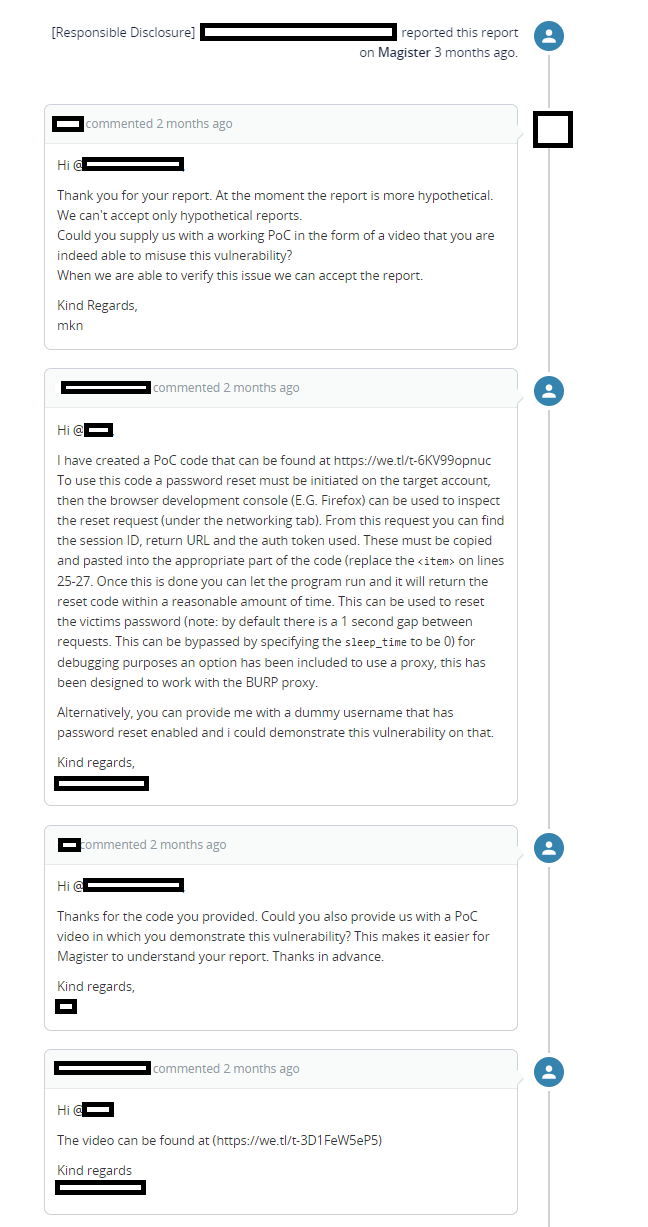 [Responsible Disclosure] reported this report
on Magister 3 months ago.
commented 2 months ago
Hi @
Thank you for your report. At the moment the report is more hypothetical.
We can't accept only hypothetical reports.
Could you supply us with a working PoC in the form of a video that you are
indeed able to misuse this vulnerability?
When we are able to verify this issue we can accept the report.
Kind Regards,
mkn
commented 2 months ago
Hi @
I have created a PoC code that can be found at https://we.tl/t-6KV99opnuc
To use this code a password reset must be initiated on the target account,
then the browser development console (E.G. Firefox) can be used to inspect
the reset request (under the networking tab). From this request you can find
the session ID, return URL and the auth token used. These must be copied
and pasted into the appropriate part of the code (replace the <item> on lines
25-27. Once this is done you can let the program run and it will return the
reset code within a reasonable amount of time. This can be used to reset
the victims password (note: by default there is a 1 second gap between
requests. This can be bypassed by specifying the sleep_time to be 0) for
debugging purposes an option has been included to use a proxy, this has
been designed to work with the BURP proxy.
Alternatively, you can provide me with a dummy username that has
password reset enabled and i could demonstrate this vulnerability on that.
Kind regards,
commented 2 months ago
Hi @
Thanks for the code you provided. Could you also provide us with a PoC
video in which you demonstrate this vulnerability? This makes it easier for
Magister to understand your report. Thanks in advance.
Kind regards,
commented 2 months ago
Hi @
The video can be found at (https://we.tl/t-3D1FeW5eP5)
Kind regards